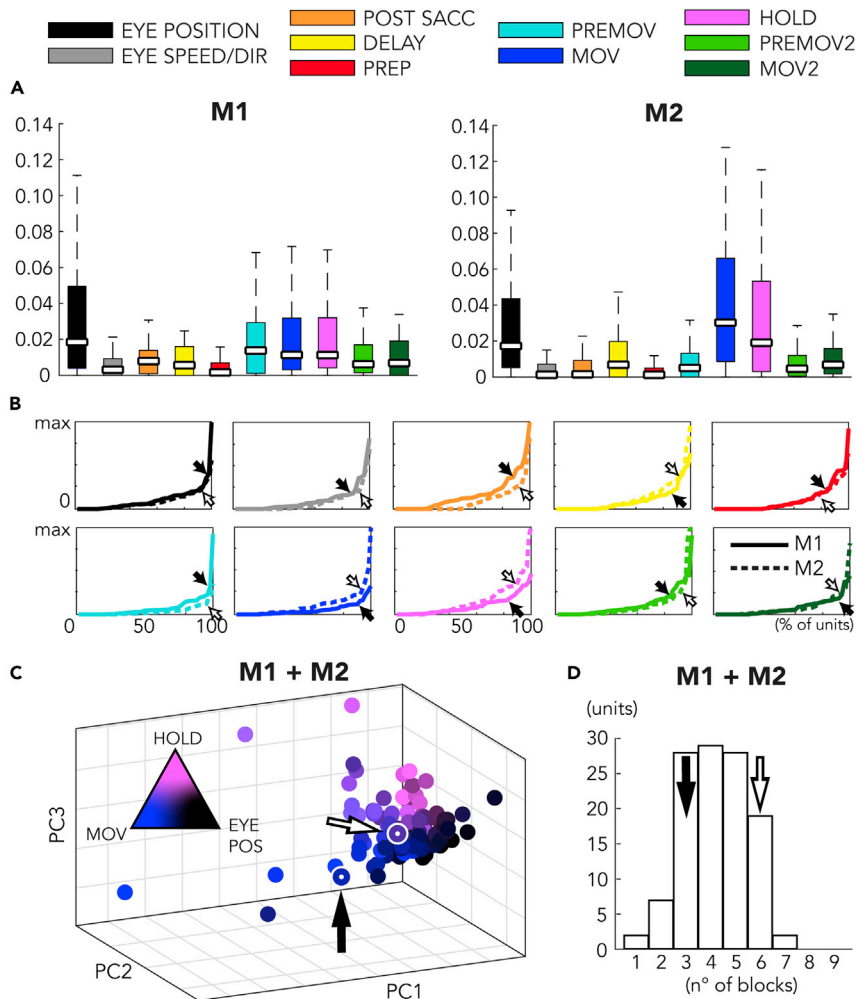 EYE POSITION
EYE SPEED/DIR
POST SACC
DELAY
PREP
PREMOV
MOV
HOLD
PREMOV2
MOV2
A
M1
0.14
0.12
0.10
0.08
0.06
0.04
0.02
0
M2
0.14
0.12
0.10
0.08
0.06
0.04
0.02
0
B
max
0
max
M1
M2
0 50 100 0 50 100
(% of units)
C
M1 + M2
HOLD
MOV
EYE
POS
PC3
PC2
PC1
D
M1 + M2
(units)
30
25
20
15
10
5
0
1 2 3 4 5 6 7 8 9
(n° of blocks)